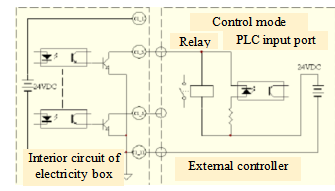 Control mode
Relay
PLC input port
24VDC
24VDC
Interior circuit of
electricity box
External controller